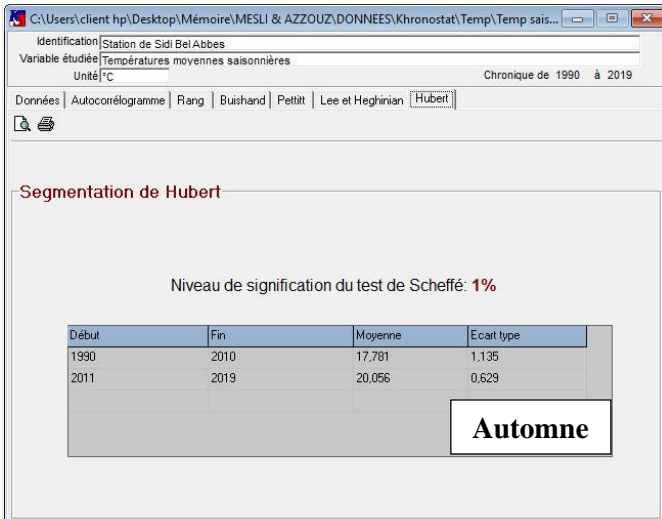 C:\Users\client hp\Desktop\Mémoire\MESLI & AZZOUZ\DONNEES\Khronostat\Temp\Temp sais...
Identification Station de Sidi Bel Abbes
Variable étudiée Températures moyennes saisonnières
Unité °C Chronique de 1990 à 2019
Données Autocorrélogramme Rang Buishand Pettitt Lee et Heghinian Hubert
Segmentation de Hubert
Niveau de signification du test de Scheffé: 1%
Début Fin Moyenne Ecart type
1990 2010 17,781 1,135
2011 2019 20,056 0,629
Automne